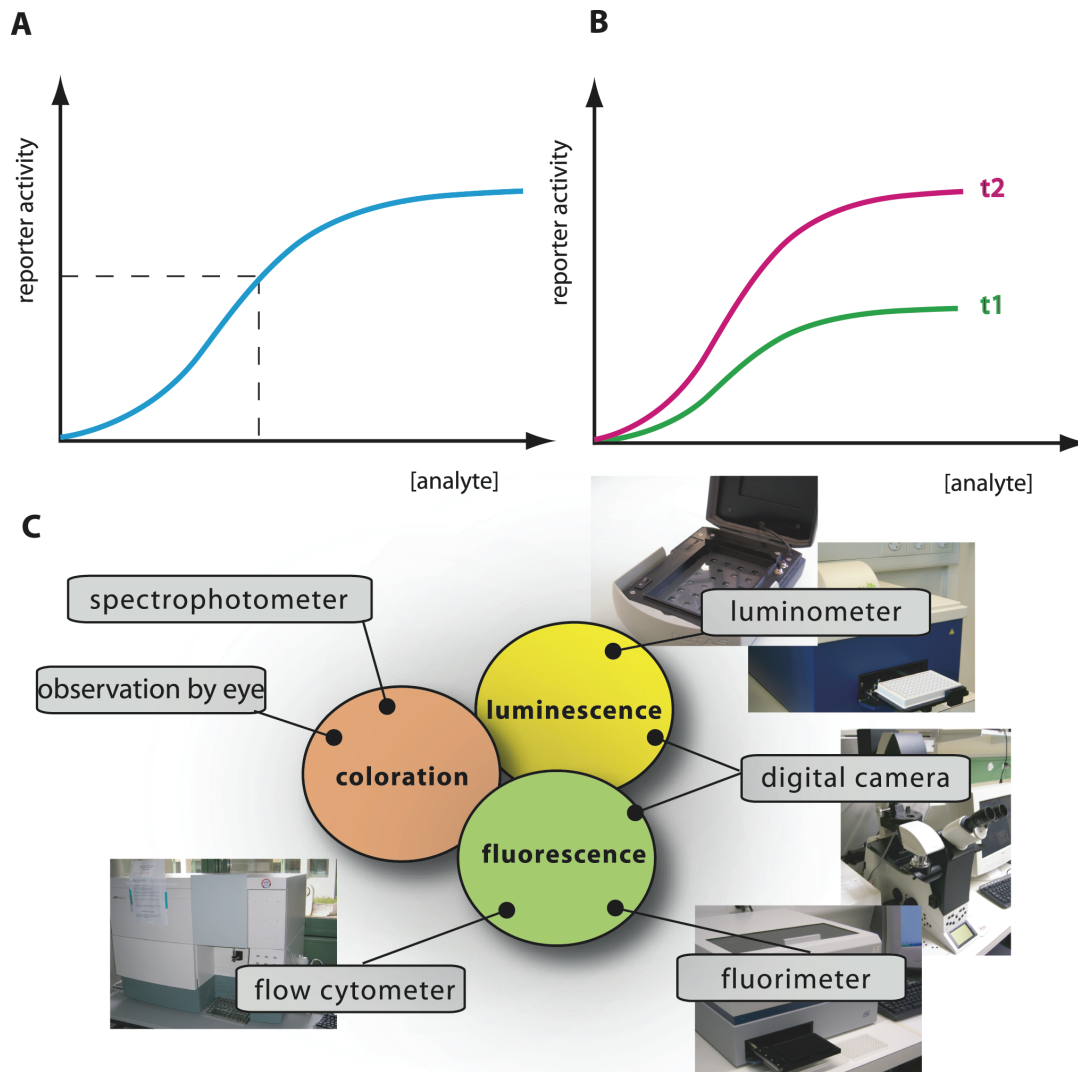 A
B
reporter activity
[analyte]
reporter activity
t2
t1
[analyte]
C
spectrophotometer
observation by eye
luminometer
luminescence
coloration
digital camera
fluorescence
flow cytometer
fluorimeter